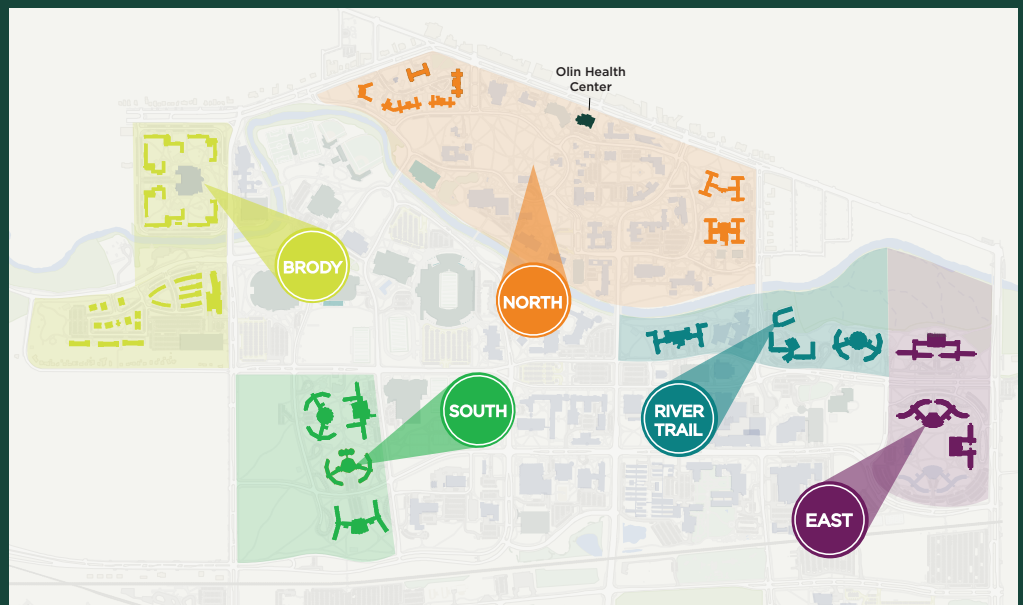 Olin Health
Center
BRODY
NORTH
SOUTH
RIVER
TRAIL
EAST